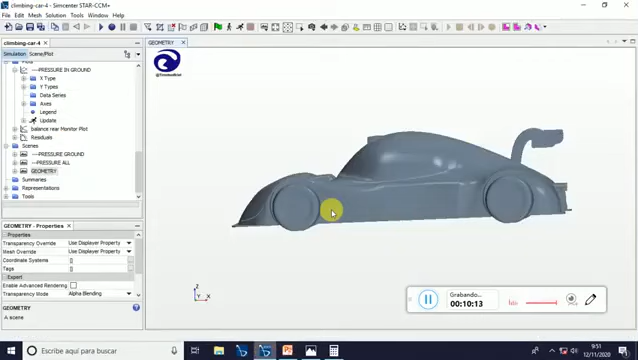 climbing-car-4 - Simcenter STAR-CCM+
File Edit Solution Tools Window Help
climbing-car-4
Simulation Scene/Plot
Plots
----PRESSURE IN GROUND
X Type
Y Types
Data Series
Axes
Legend
Update
balance rear Monitor Plot
Residuals
Scenes
----PRESSURE GROUND
----PRESSURE ALL
GEOMETRY
Summaries
Representations
Tools
GEOMETRY - Properties
Properties
Transparency Override Use Displayer Property
Mesh Override Use Displayer Property
Coordinate Systems []
Tags []
Expert
Enable Advanced Rendering
Transparency Mode Alpha Blending
GEOMETRY
A scene
GEOMETRY
Z
Y X
Grabando...
00:10:13
Escribe aquí para buscar
9:51
12/11/2020